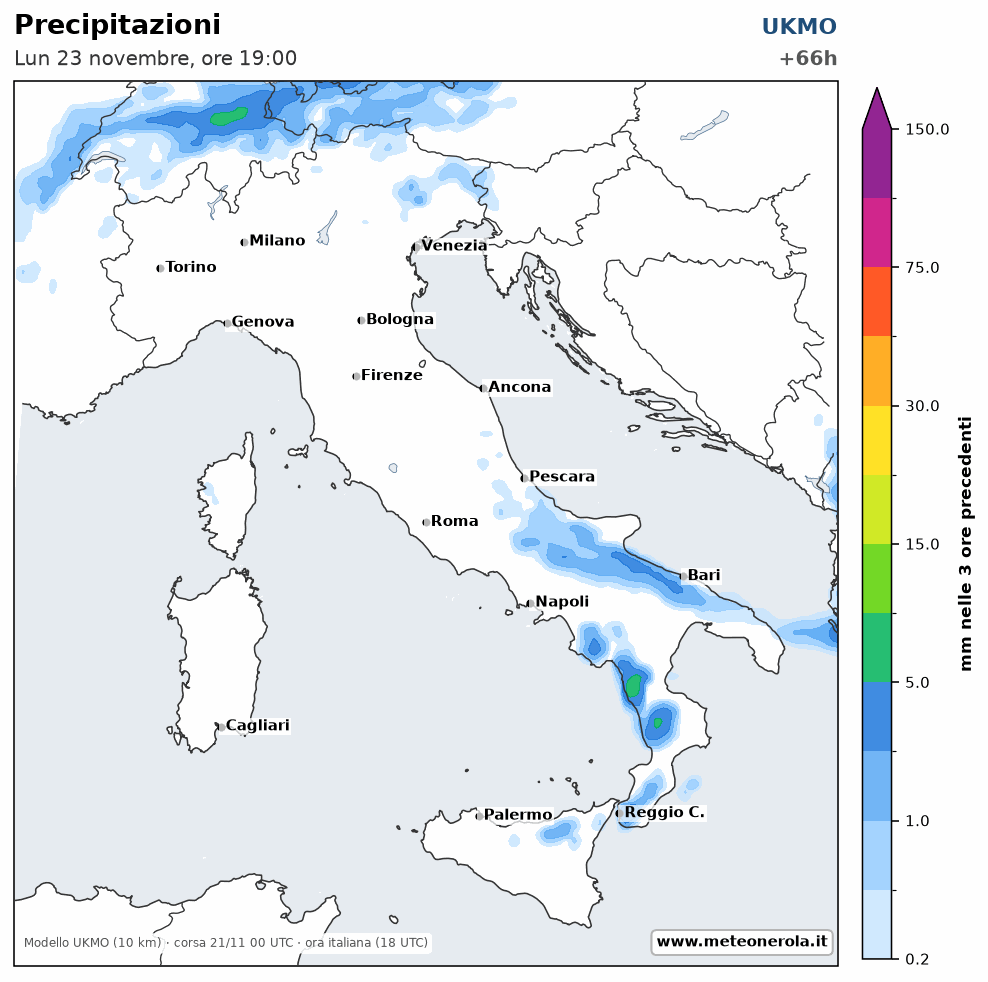 Precipitazioni
UKMO
Lun 23 novembre, ore 19:00
+66h
150.0
75.0
30.0
15.0
5.0
1.0
0.2
mm nelle 3 ore precedenti
Milano
Venezia
Torino
Genova
Bologna
Firenze
Ancona
Pescara
Roma
Bari
Napoli
Cagliari
Palermo
Reggio C.
Modello UKMO (10 km) · corsa 21/11 00 UTC · ora italiana (18 UTC)
www.meteonerola.it